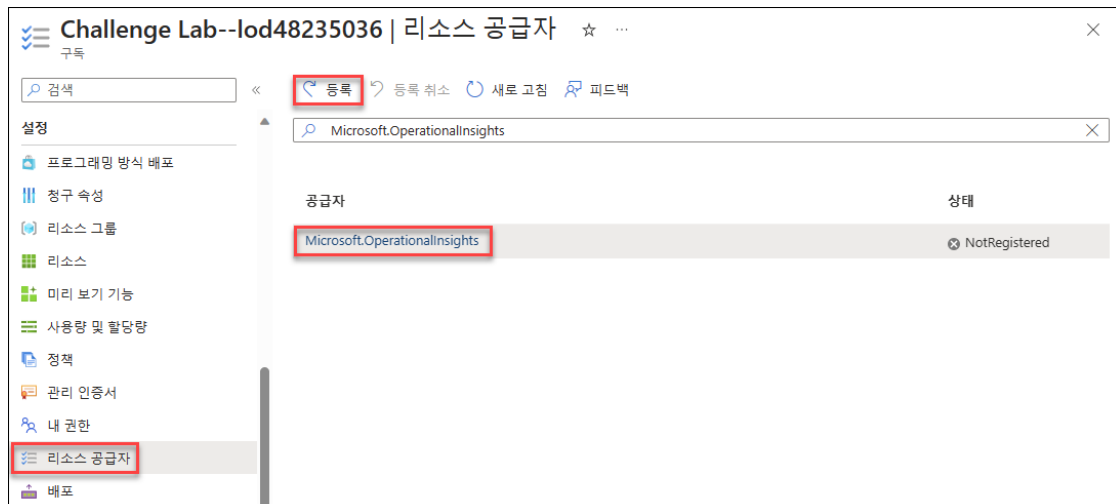 Challenge Lab--lod48235036 | 리소스 공급자
구독
검색
등록 등록 취소 새로 고침 피드백
설정
Microsoft.OperationalInsights
프로그래밍 방식 배포
청구 속성
공급자 상태
리소스 그룹
Microsoft.OperationalInsights NotRegistered
리소스
미리 보기 기능
사용량 및 할당량
정책
관리 인증서
내 권한
리소스 공급자
배포